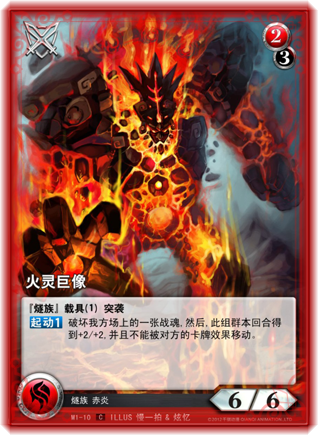 2
3
火灵巨像
『燧族』载具(1) 突袭
起动1 破坏我方场上的一张战魂,然后,此组群本回合得
到+2/+2,并且不能被对方的卡牌效果移动。
燧族 赤炎
6 / 6
W1-10 C ILLUS 慢一拍 & 炫忆